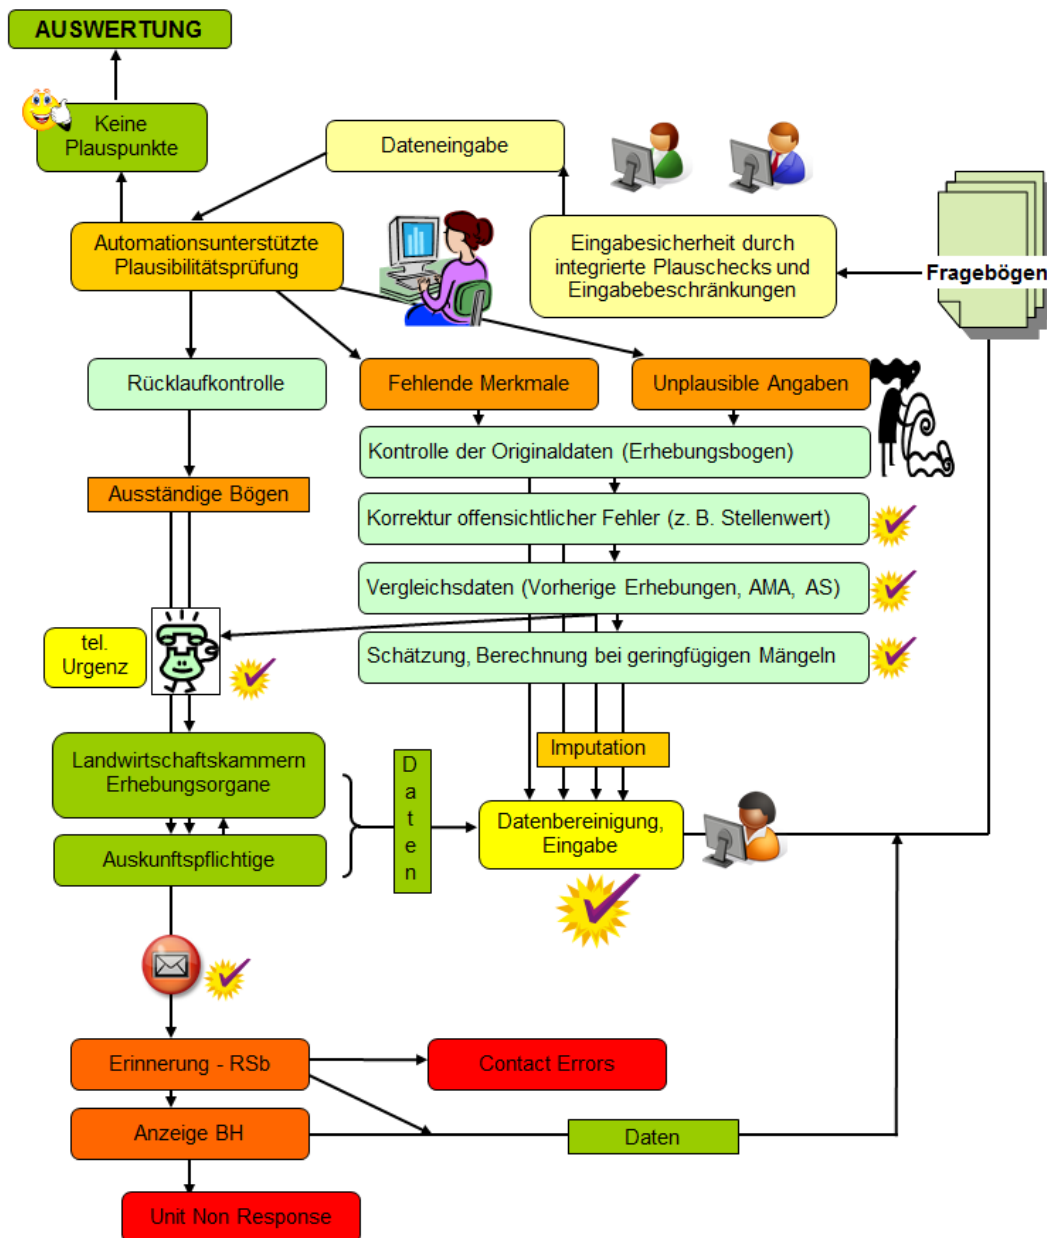 AUSWERTUNG
Keine
Plauspunkte
Dateneingabe
Automationsunterstützte
Plausibilitätsprüfung
Eingabesicherheit durch
integrierte Plauschecks und
Eingabebeschränkungen
Fragebögen
Rücklaufkontrolle
Fehlende Merkmale
Unplausible Angaben
Kontrolle der Originaldaten (Erhebungsbogen)
Ausständige Bögen
Korrektur offensichtlicher Fehler (z. B. Stellenwert)
Vergleichsdaten (Vorherige Erhebungen, AMA, AS)
tel.
Urgenz
Schätzung, Berechnung bei geringfügigen Mängeln
Imputation
Landwirtschaftskammern
Erhebungsorgane
Daten
Datenbereinigung,
Eingabe
Auskunftspflichtige
Erinnerung - RSb
Contact Errors
Anzeige BH
Daten
Unit Non Response